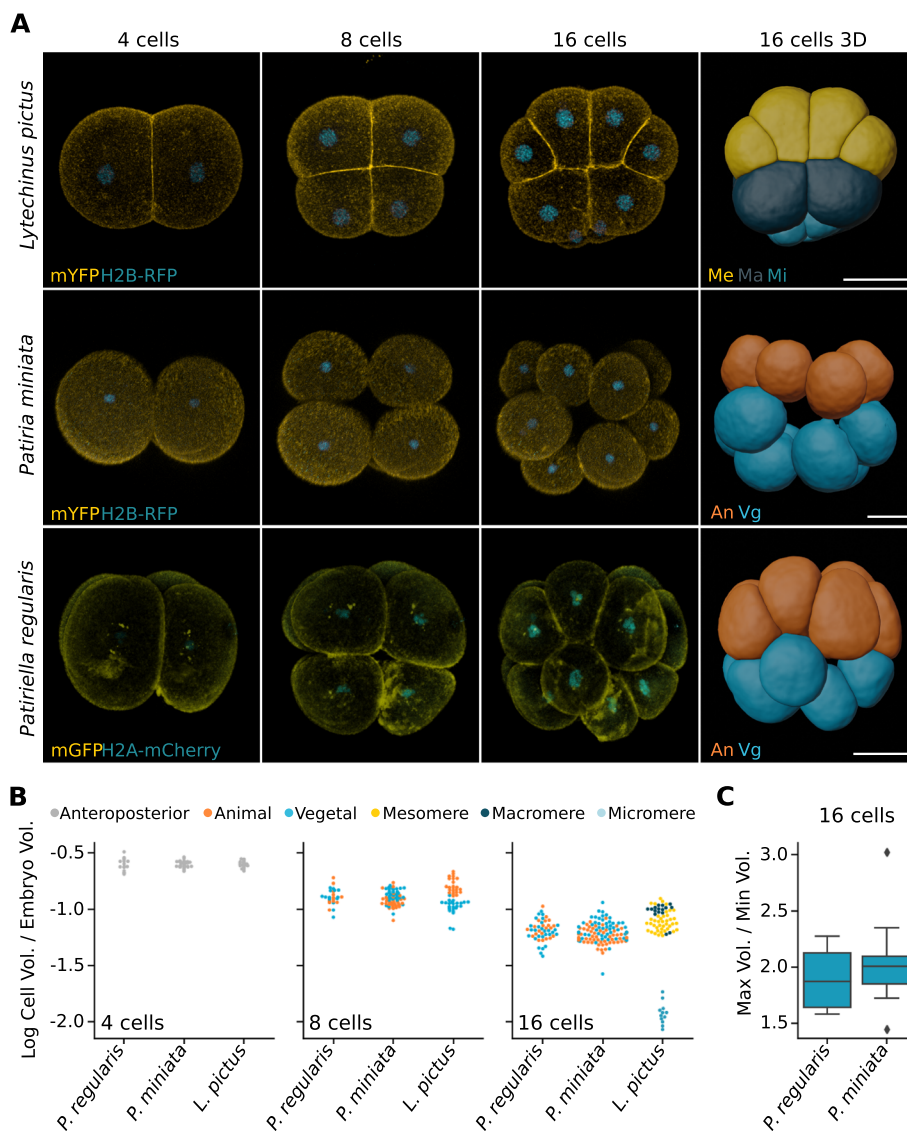 A
4 cells 8 cells 16 cells 16 cells 3D
Lytechinus pictus
mYFP H2B-RFP
Me Ma Mi
Patiria miniata
mYFP H2B-RFP
An Vg
Patiriella regularis
mGFP H2A-mCherry
An Vg
B
Anteroposterior Animal Vegetal Mesomere Macromere Micromere
Log Cell Vol. / Embryo Vol.
-0.5
-1.0
-1.5
-2.0
4 cells
8 cells
16 cells
P. regularis P. miniata L. pictus
P. regularis P. miniata L. pictus
P. regularis P. miniata L. pictus
C
16 cells
Max Vol. / Min Vol.
3.0
2.5
2.0
1.5
P. regularis P. miniata